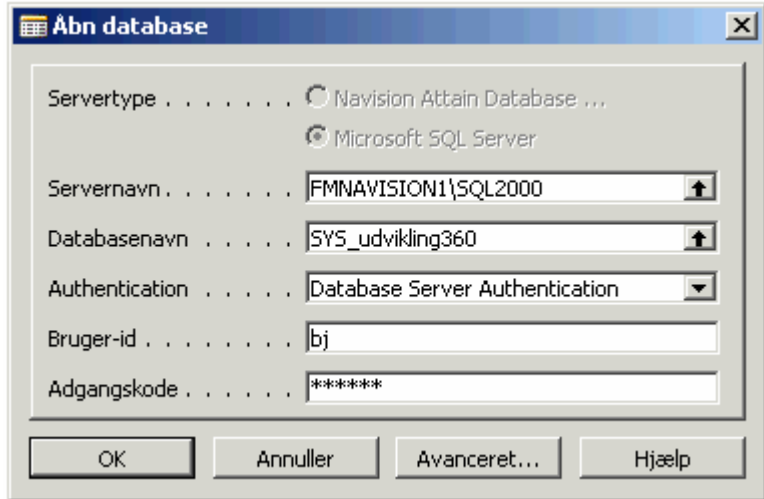 Åbn database
Servertype . . . . . . . Navision Attain Database ...
Microsoft SQL Server
Servernavn . . . . . . . FMNAVISION1\SQL2000
Databasenavn . . . . . SYS_udvikling360
Authentication . . . . . Database Server Authentication
Bruger-id . . . . . . . . bj
Adgangskode . . . . . . ******
OK Annuller Avanceret... Hjælp